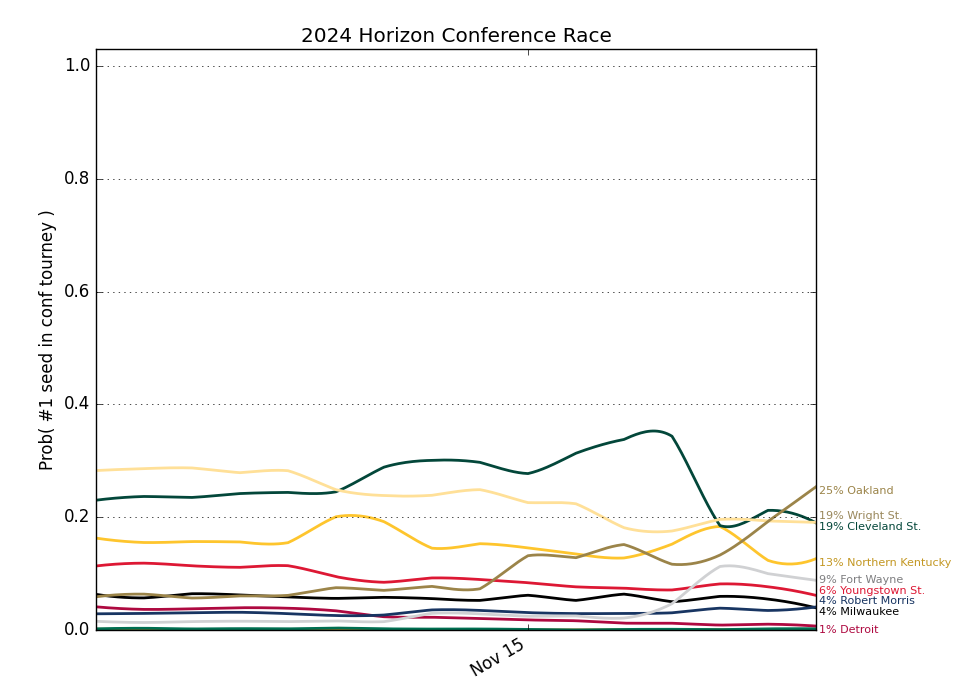 2024 Horizon Conference Race
Prob( #1 seed in conf tourney )
1.0
0.8
0.6
0.4
0.2
0.0
Nov 15
25% Oakland
19% Wright St.
19% Cleveland St.
13% Northern Kentucky
9% Fort Wayne
6% Youngstown St.
4% Robert Morris
4% Milwaukee
1% Detroit